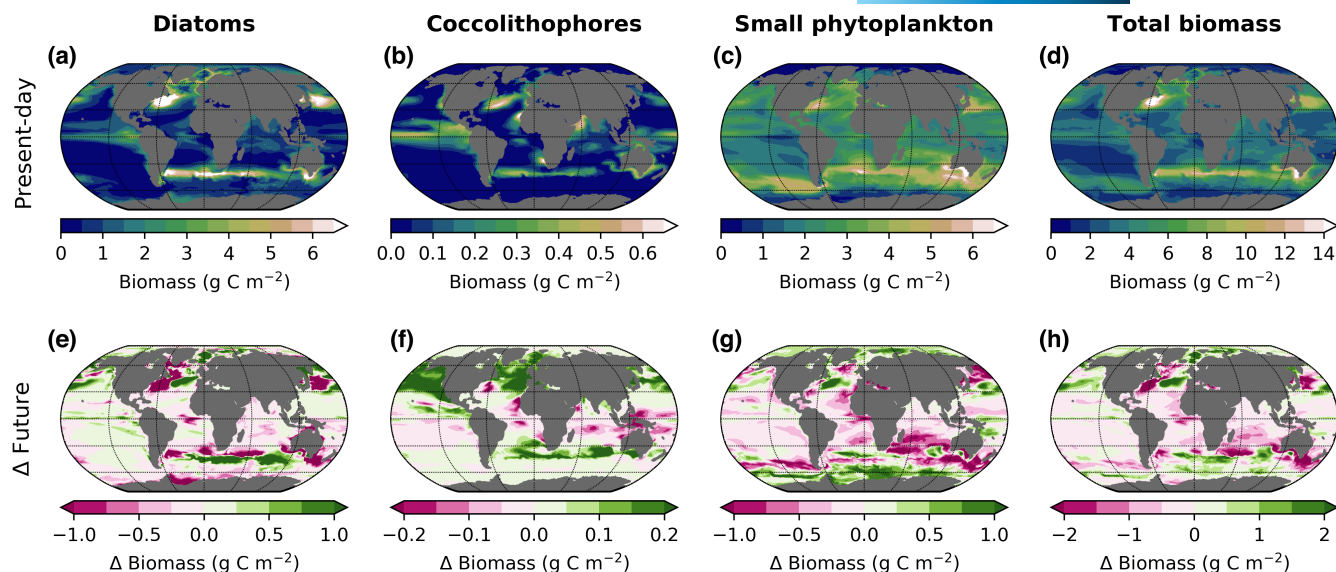 Diatoms Coccolithophores Small phytoplankton Total biomass
(a) (b) (c) (d)
Present-day
0 1 2 3 4 5 6 0.0 0.1 0.2 0.3 0.4 0.5 0.6 0 1 2 3 4 5 6 0 2 4 6 8 10 12 14
Biomass (g C m⁻²) Biomass (g C m⁻²) Biomass (g C m⁻²) Biomass (g C m⁻²)
(e) (f) (g) (h)
Δ Future
−1.0 −0.5 0.0 0.5 1.0 −0.2 −0.1 0.0 0.1 0.2 −1.0 −0.5 0.0 0.5 1.0 −2 −1 0 1 2
Δ Biomass (g C m⁻²) Δ Biomass (g C m⁻²) Δ Biomass (g C m⁻²) Δ Biomass (g C m⁻²)